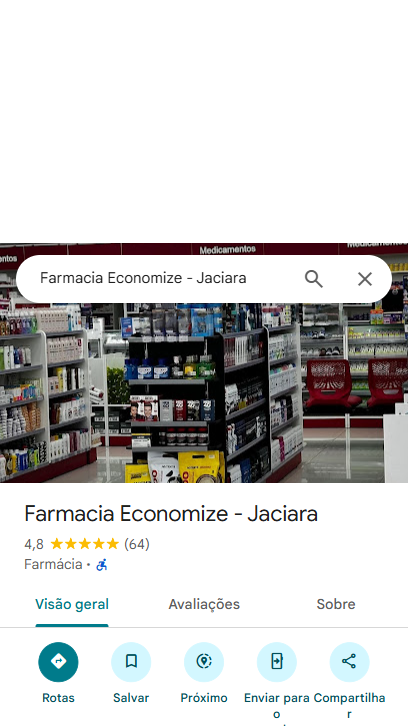 Medicamentos
Farmacia Economize - Jaciara
Farmacia Economize - Jaciara
4,8 (64)
Farmácia ·
Visão geral
Avaliações
Sobre
Rotas
Salvar
Próximo
Enviar para o
Compartilhar